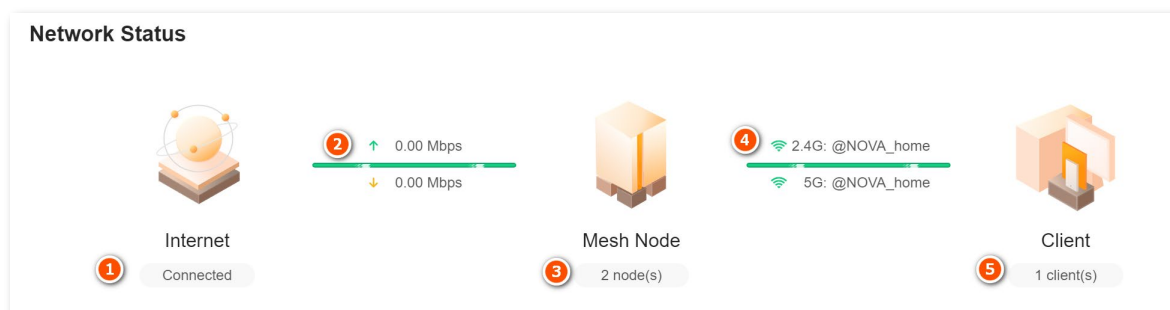 Network Status
2 ↑ 0.00 Mbps
↓ 0.00 Mbps
4 2.4G: @NOVA_home
5G: @NOVA_home
Internet
Mesh Node
Client
1 Connected
3 2 node(s)
5 1 client(s)